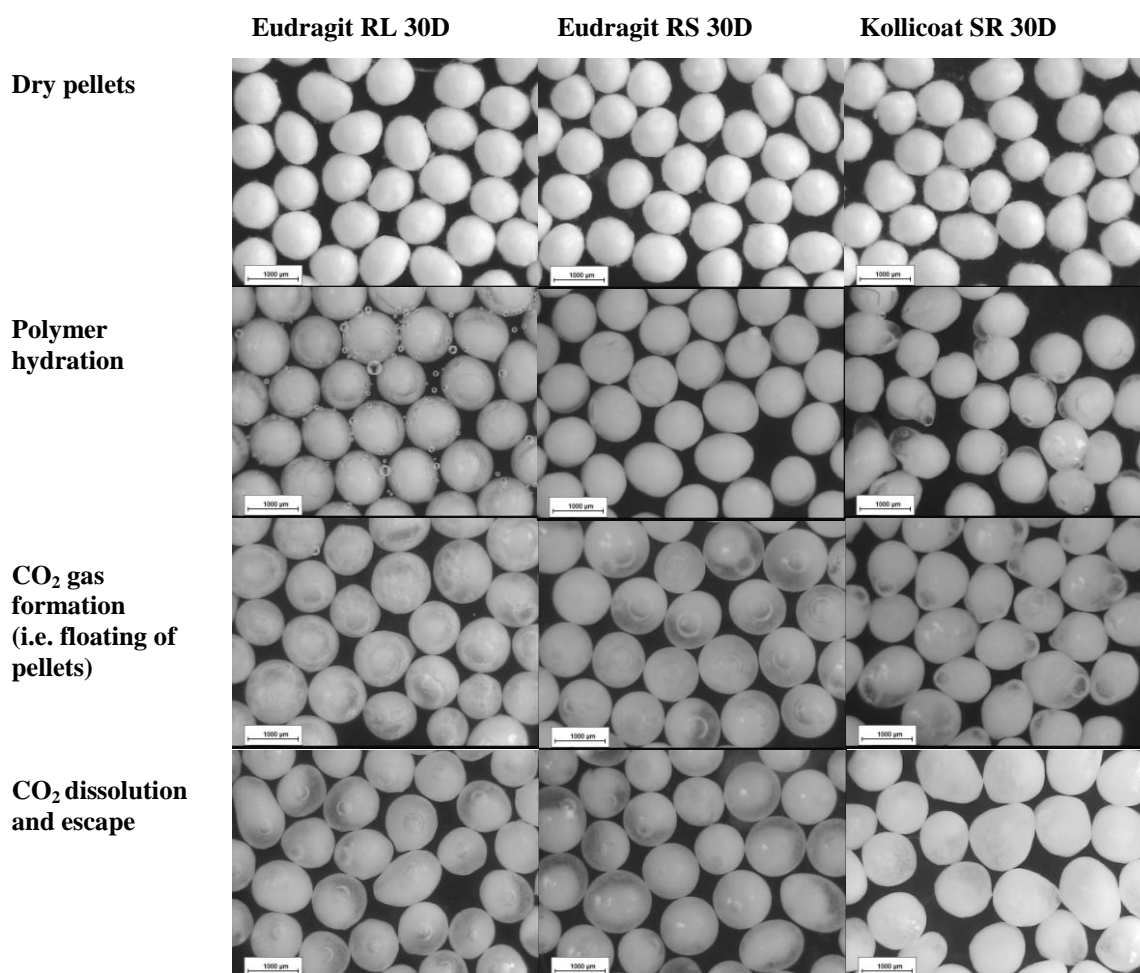 Eudragit RL 30D Eudragit RS 30D Kollicoat SR 30D
Dry pellets
1000 µm 1000 µm 1000 µm
Polymer
hydration
1000 µm 1000 µm 1000 µm
CO₂ gas
formation
(i.e. floating of
pellets)
1000 µm 1000 µm 1000 µm
CO₂ dissolution
and escape
1000 µm 1000 µm 1000 µm